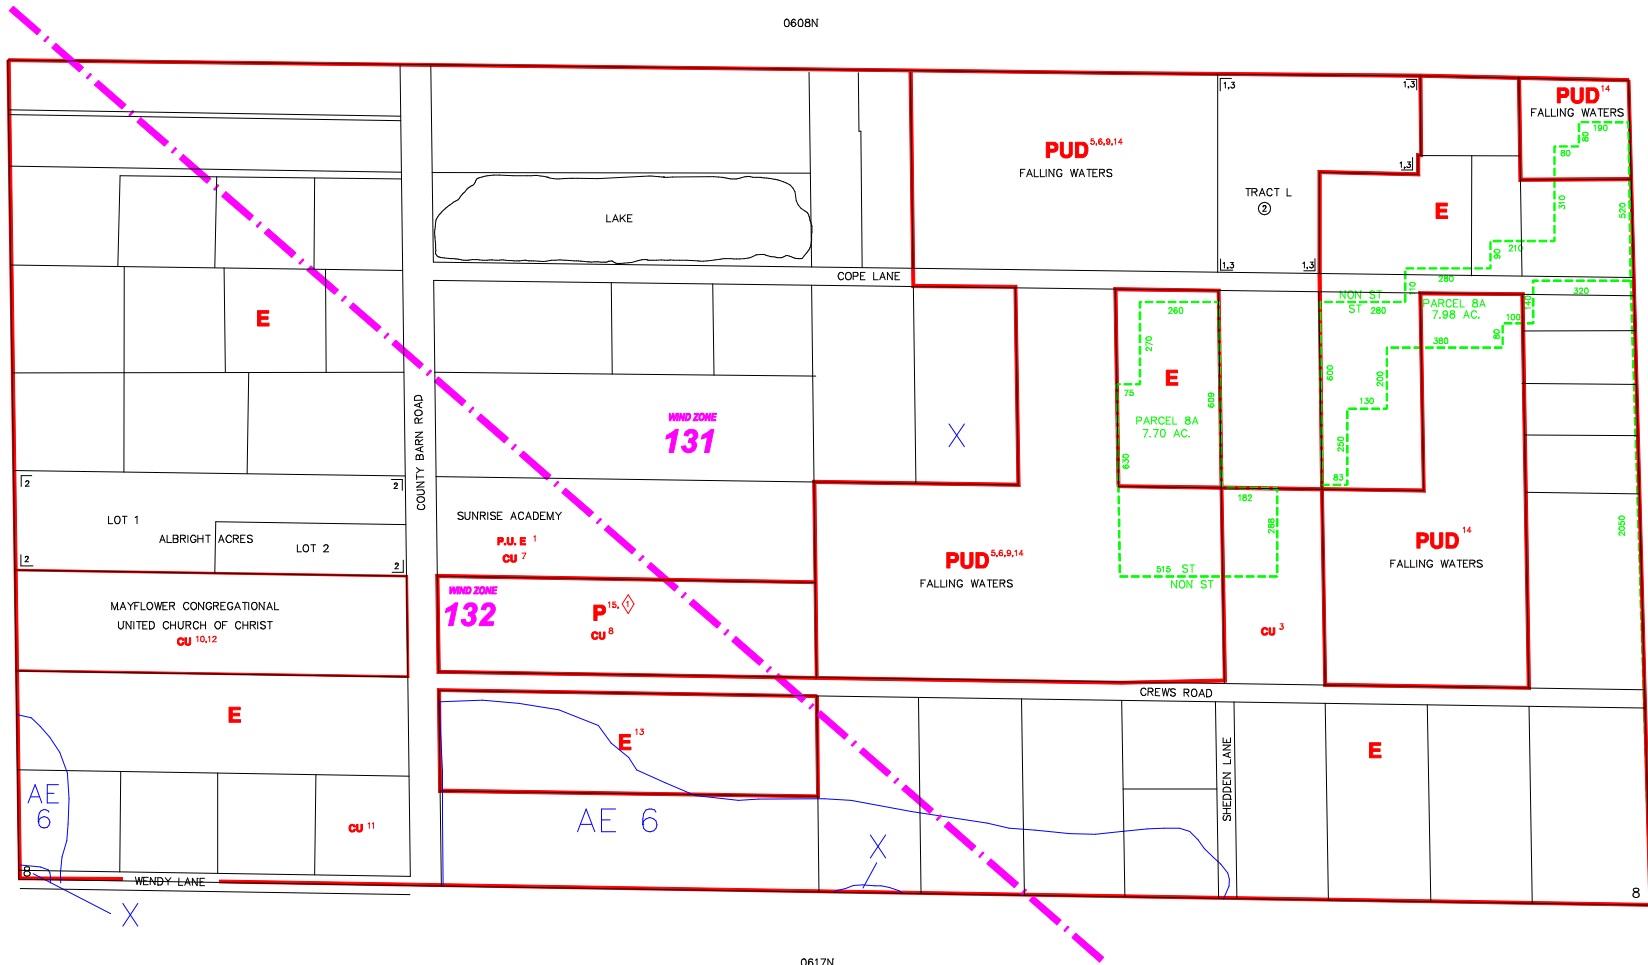 0608N
1,3
1,3
PUD 14
FALLING WATERS
190
80
80
PUD 5,6,9,14
FALLING WATERS
1,3
310
520
TRACT L
2
E
LAKE
210
90
1,3
1,3
COPE LANE
280
110
NON ST
ST
280
320
PARCEL 8A
7.98 AC.
140
100
80
E
260
270
380
600
200
E
75
609
130
COUNTY BARN ROAD
WIND ZONE
131
X
PARCEL 8A
7.70 AC.
250
630
83
2
2
182
288
2050
LOT 1
ALBRIGHT ACRES
LOT 2
SUNRISE ACADEMY
P.U. E 1
CU 7
2
2
PUD 5,6,9,14
FALLING WATERS
515
ST
NON ST
PUD 14
FALLING WATERS
MAYFLOWER CONGREGATIONAL
UNITED CHURCH OF CHRIST
CU 10,12
WIND ZONE
132
P 15, 1
CU 8
CU 3
CREWS ROAD
E
E 13
SHEDDEN LANE
E
AE
6
AE 6
CU 11
X
8
WENDY LANE
8
X
0617N